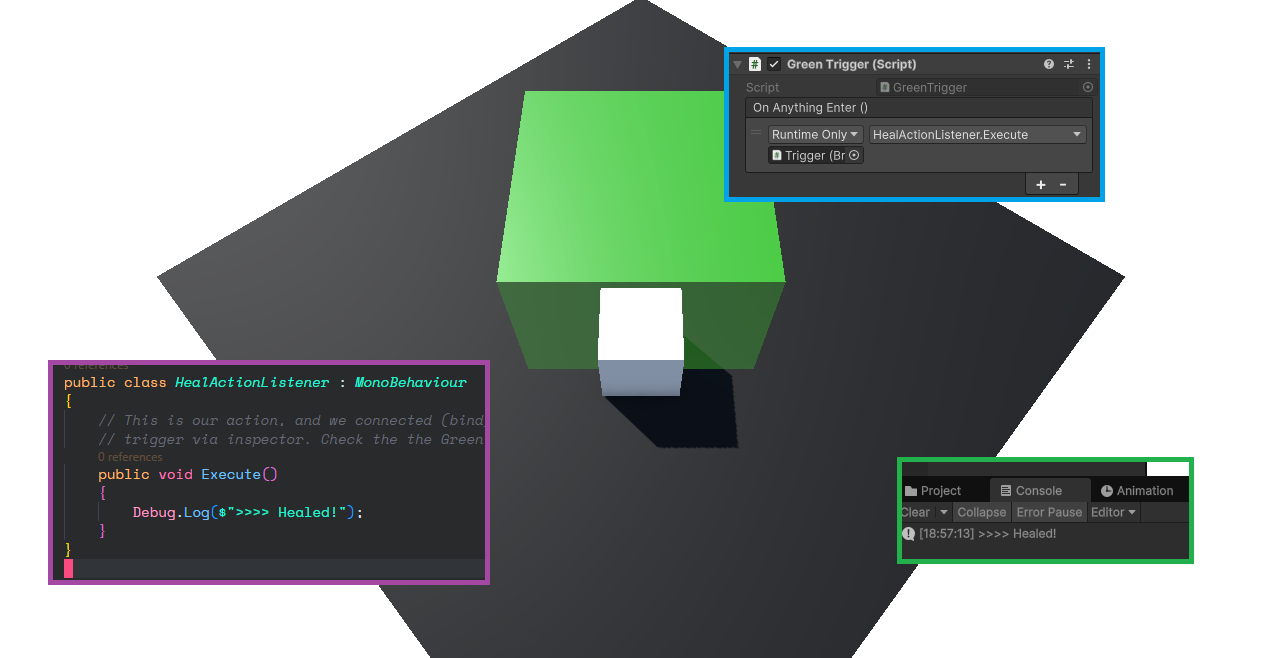 Green Trigger (Script)
Script
GreenTrigger
On Anything Enter ()
Runtime Only
HealActionListener.Execute
Trigger (Br
0 references
public class HealActionListener : MonoBehaviour
{
// This is our action, and we connected (bind
// trigger via inspector. Check the the Green
0 references
public void Execute()
{
Debug.Log($">>>> Healed!");
}
}
Project
Console
Animation
Clear
Collapse
Error Pause
Editor
[18:57:13] >>>> Healed!